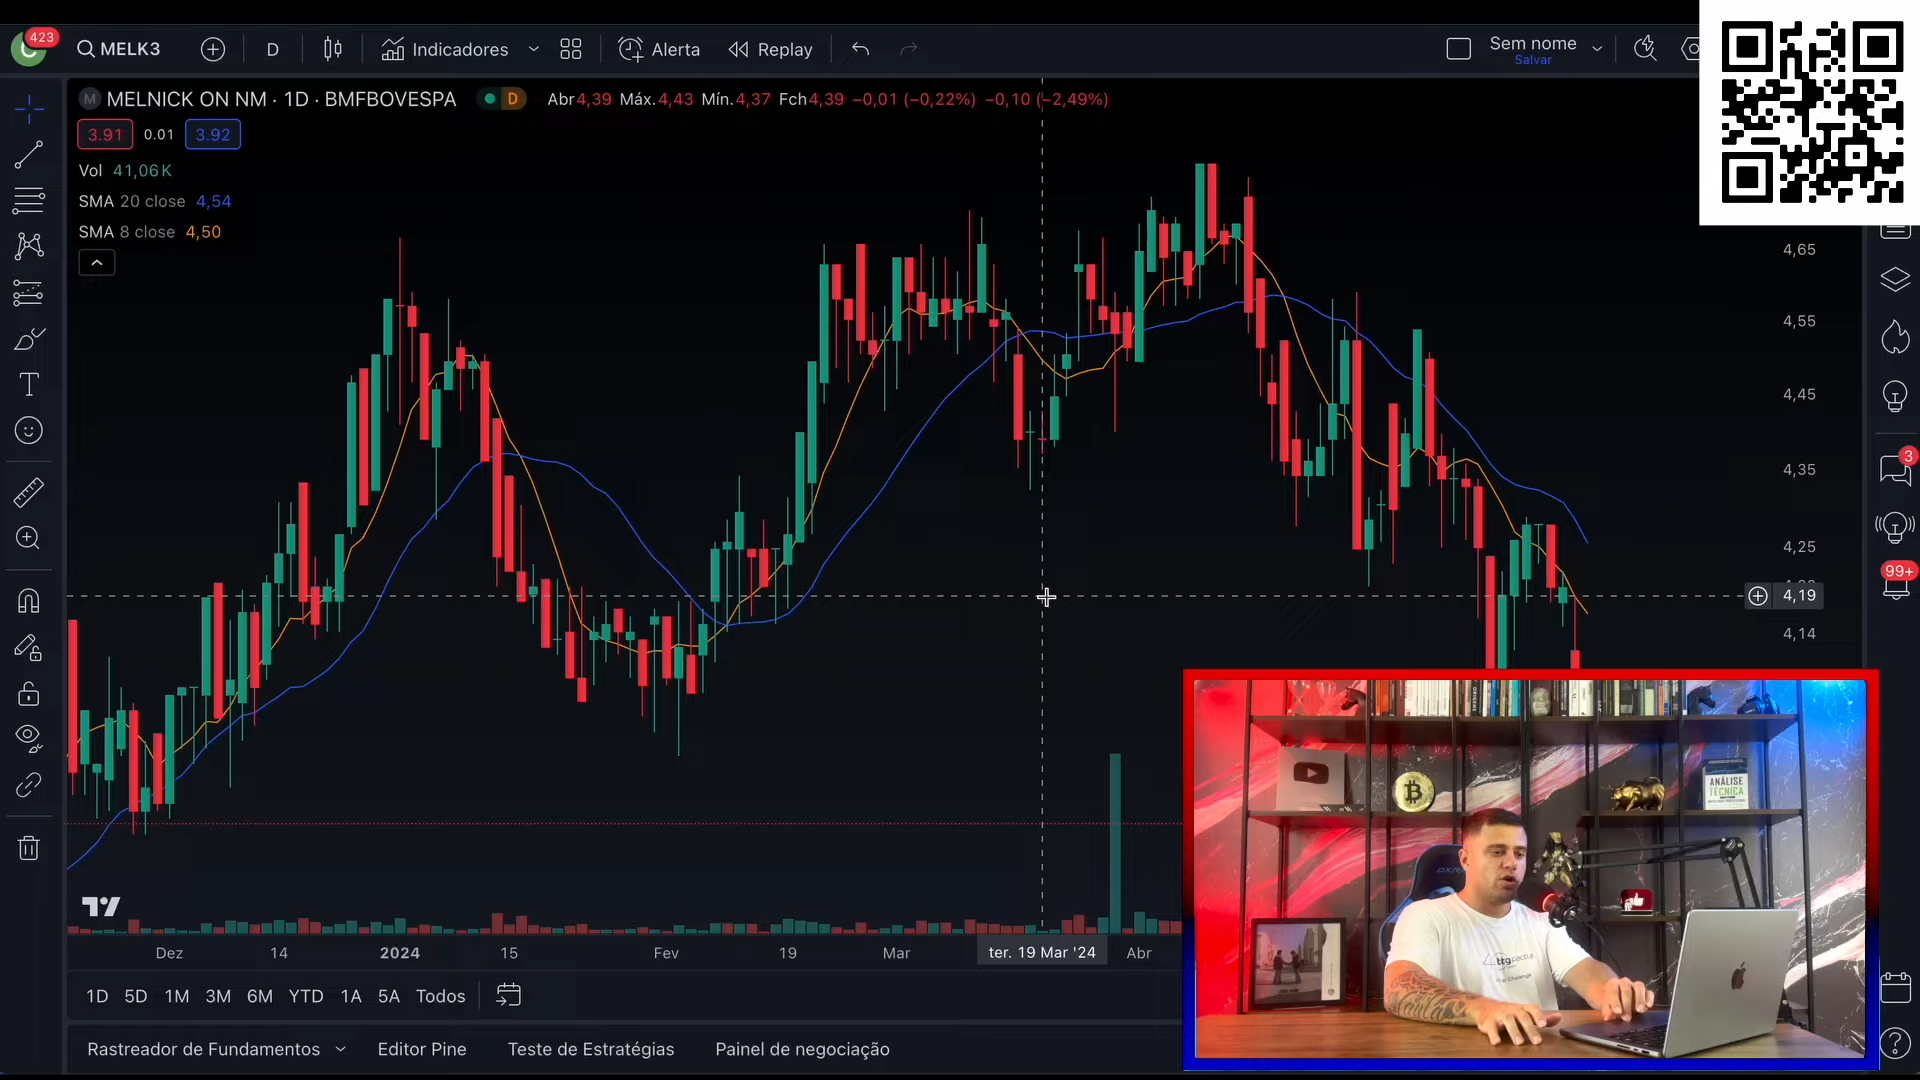 423
MELK3
D
Indicadores
Alerta
Replay
Sem nome
Salvar
M MELNICK ON NM · 1D · BMFBOVESPA
D
Abr4,39 Máx.4,43 Mín.4,37 Fch4,39 −0,01 (−0,22%) −0,10 (−2,49%)
3.91 0.01 3.92
Vol 41,06K
SMA 20 close 4,54
SMA 8 close 4,50
4,65
4,55
4,45
4,35
4,25
4,19
4,14
3
99+
Dez 14 2024 15 Fev 19 Mar ter. 19 Mar '24 Abr
1D 5D 1M 3M 6M YTD 1A 5A Todos
Rastreador de Fundamentos Editor Pine Teste de Estratégias Painel de negociação
ANÁLISE
TÉCNICA